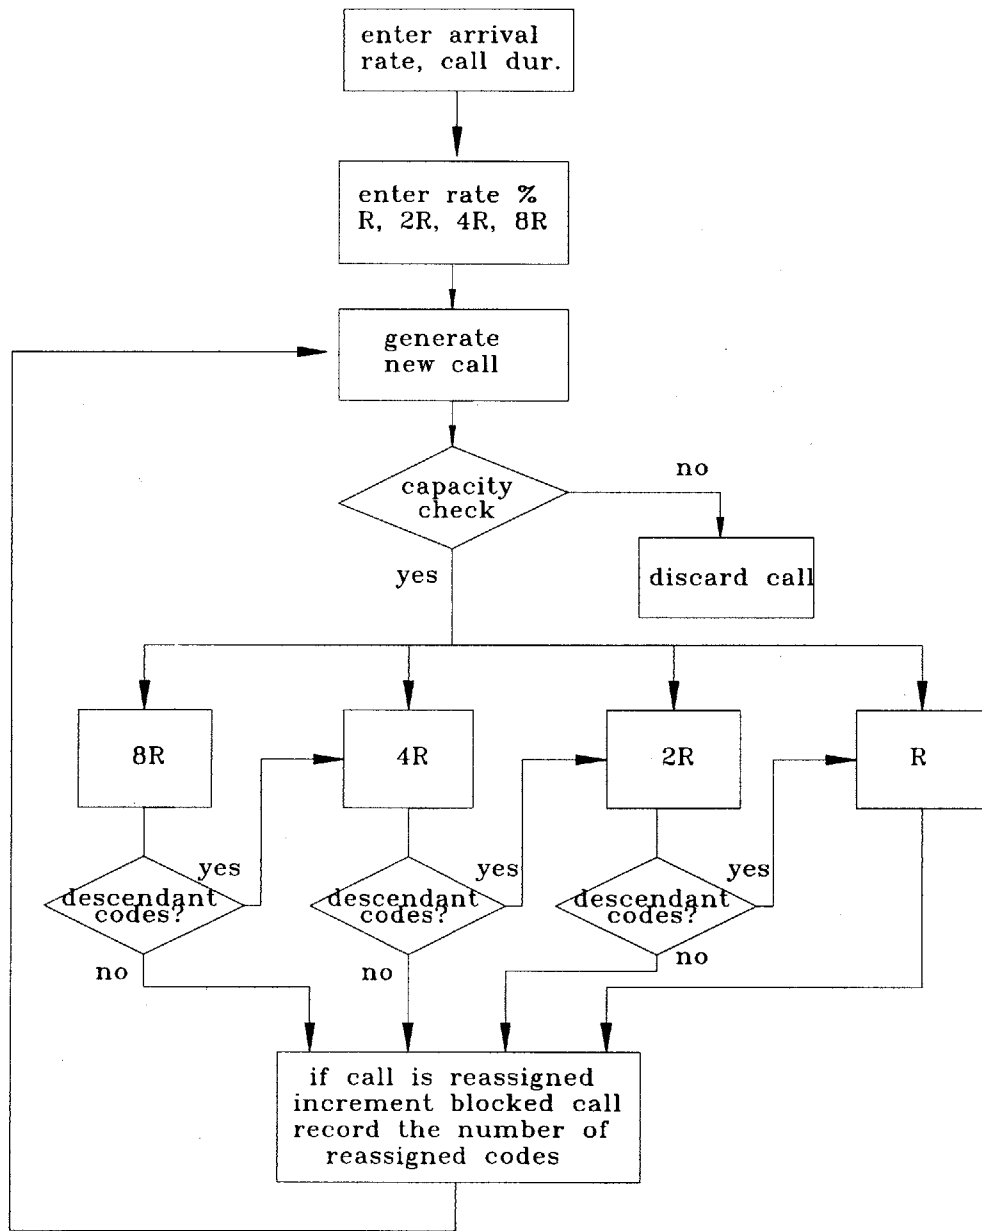 enter arrival
rate, call dur.
enter rate %
R, 2R, 4R, 8R
generate
new call
capacity
check
no
discard call
yes
8R
4R
2R
R
yes
yes
yes
descendant
codes?
descendant
codes?
descendant
codes?
no
no
no
if call is reassigned
increment blocked call
record the number of
reassigned codes